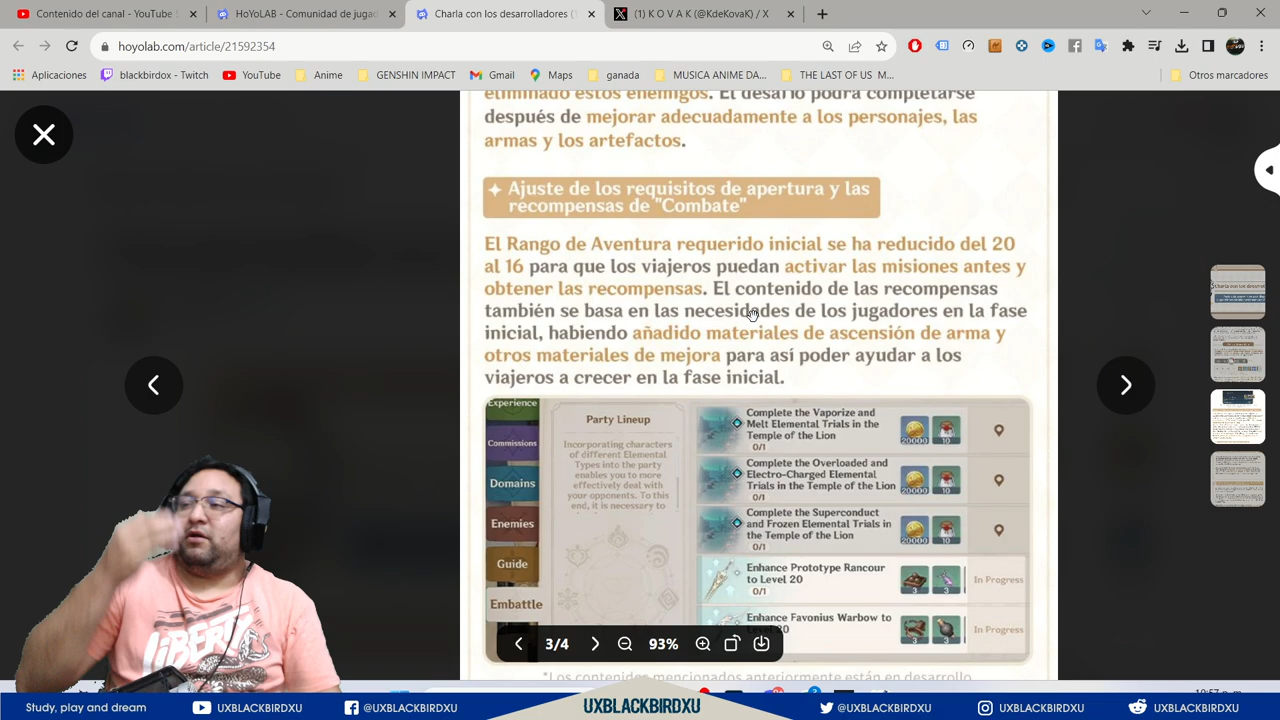 Contenido del canal - YouTube S
HoYoLAB - Comunidad de jugad
Charla con los desarrolladores (1
(1) K O V A K (@KdeKovaK) / X
hoyolab.com/article/21592354
Aplicaciones
blackbirdox - Twitch
YouTube
Anime
GENSHIN IMPACT
Gmail
Maps
ganada
MUSICA ANIME DA...
THE LAST OF US M...
Otros marcadores
eliminado estos enemigos. El desafío podrá completarse
después de mejorar adecuadamente a los personajes, las
armas y los artefactos.
Ajuste de los requisitos de apertura y las
recompensas de "Combate"
El Rango de Aventura requerido inicial se ha reducido del 20
al 16 para que los viajeros puedan activar las misiones antes y
obtener las recompensas. El contenido de las recompensas
también se basa en las necesidades de los jugadores en la fase
inicial, habiendo añadido materiales de ascensión de arma y
otros materiales de mejora para así poder ayudar a los
viajeros a crecer en la fase inicial.
Experience
Commissions
Domains
Enemies
Guide
Embattle
Party Lineup
Incorporating characters
of different Elemental
Types into the party
enables you to more
effectively deal with
your opponents. To this
end, it is necessary to
Complete the Vaporize and
Melt Elemental Trials in the
Temple of the Lion
0/1
20000
10
Complete the Overloaded and
Electro-Charged Elemental
Trials in the Temple of the Lion
0/1
20000
10
Complete the Superconduct
and Frozen Elemental Trials in
the Temple of the Lion
0/1
20000
10
Enhance Prototype Rancour
to Level 20
0/1
3
3
In Progress
Enhance Favonius Warbow to
Level 20
3
3
In Progress
3/4
93%
*Los contenidos mencionados anteriormente están en desarrollo
10:57 p. m.
Study, play and dream
UXBLACKBIRDXU
@UXBLACKBIRDXU
UXBLACKBIRDXU
@UXBLACKBIRDXU
UXBLACKBIRDXU
UXBLACKBIRDXU